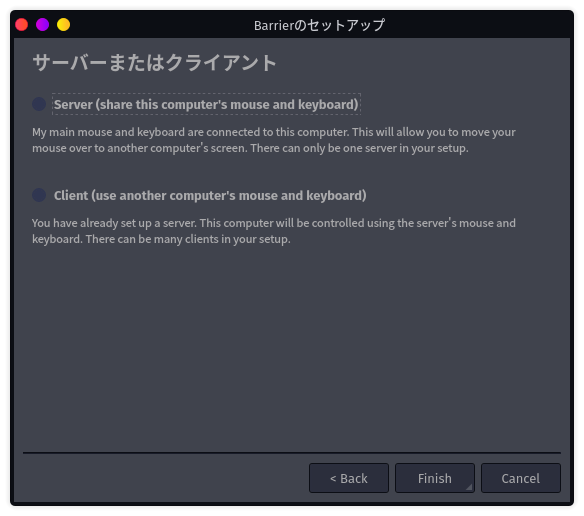 Barrierのセットアップ
サーバーまたはクライアント
Server (share this computer's mouse and keyboard)
My main mouse and keyboard are connected to this computer. This will allow you to move your
mouse over to another computer's screen. There can only be one server in your setup.
Client (use another computer's mouse and keyboard)
You have already set up a server. This computer will be controlled using the server's mouse and
keyboard. There can be many clients in your setup.
< Back
Finish
Cancel